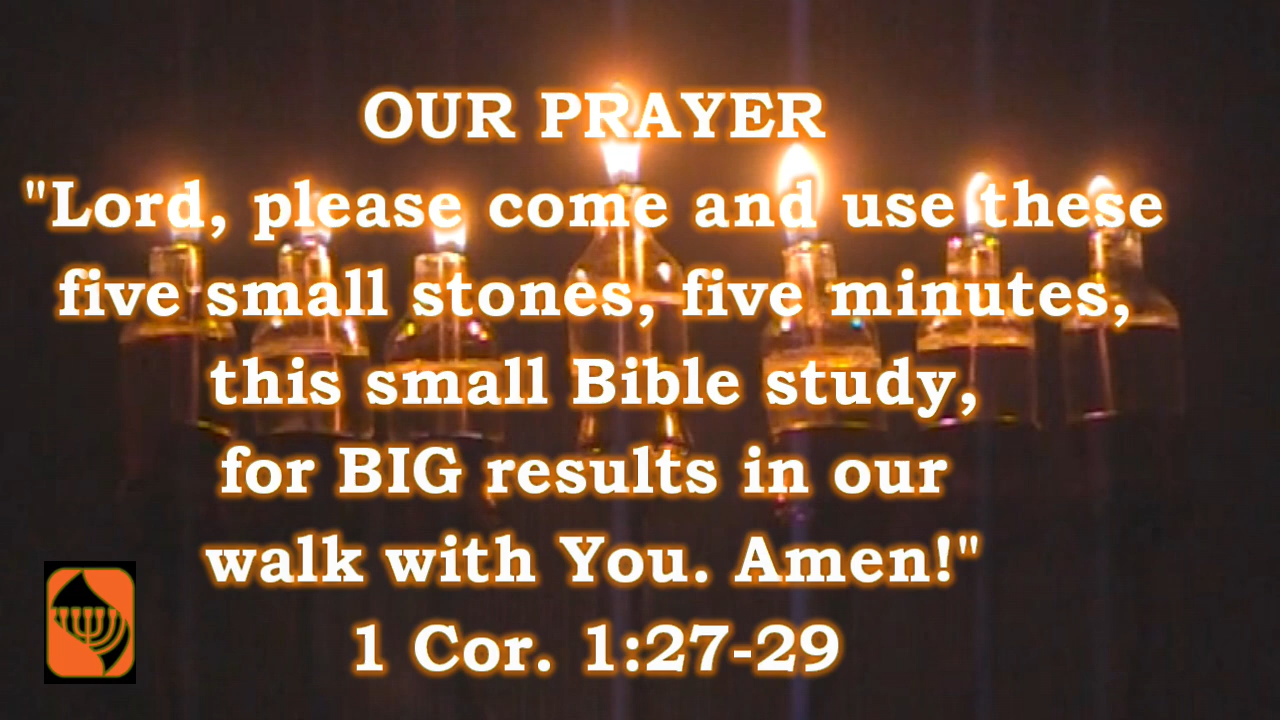 OUR PRAYER
"Lord, please come and use these
five small stones, five minutes,
this small Bible study,
for BIG results in our
walk with You. Amen!"
1 Cor. 1:27-29